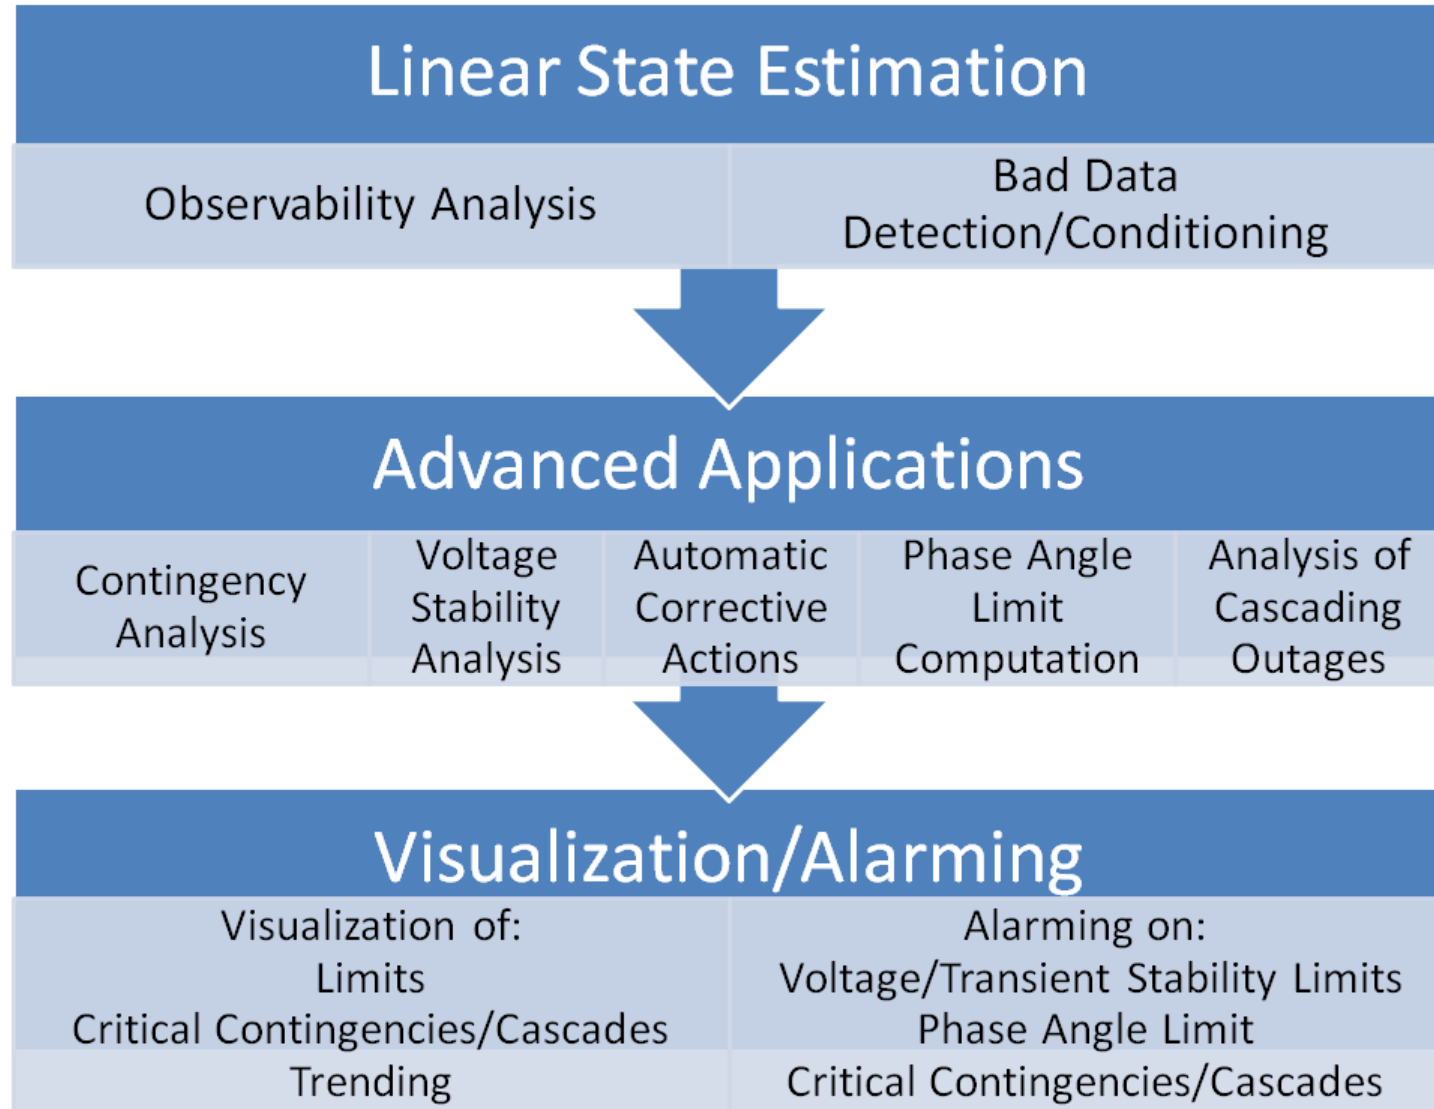 Linear State Estimation
Observability Analysis
Bad Data
Detection/Conditioning
Advanced Applications
Contingency
Analysis
Voltage
Stability
Analysis
Automatic
Corrective
Actions
Phase Angle
Limit
Computation
Analysis of
Cascading
Outages
Visualization/Alarming
Visualization of:
Limits
Critical Contingencies/Cascades
Trending
Alarming on:
Voltage/Transient Stability Limits
Phase Angle Limit
Critical Contingencies/Cascades